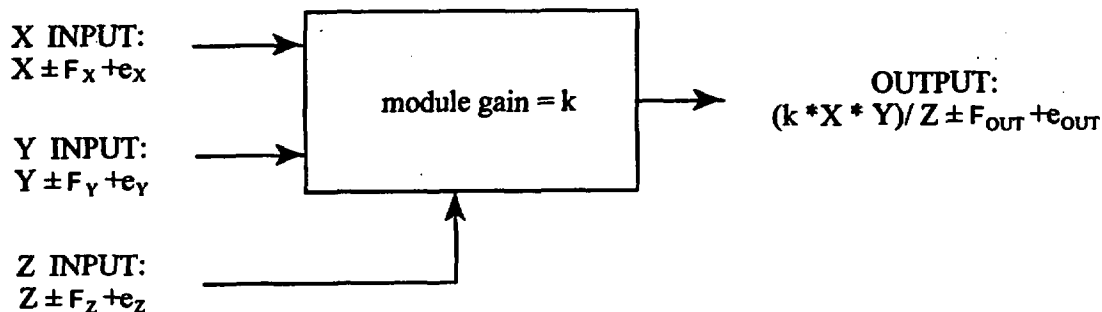 X INPUT:
X ± F_X +e_X
module gain = k
OUTPUT:
(k *X * Y)/ Z ± F_OUT +e_OUT
Y INPUT:
Y ± F_Y +e_Y
Z INPUT:
Z ± F_Z +e_Z